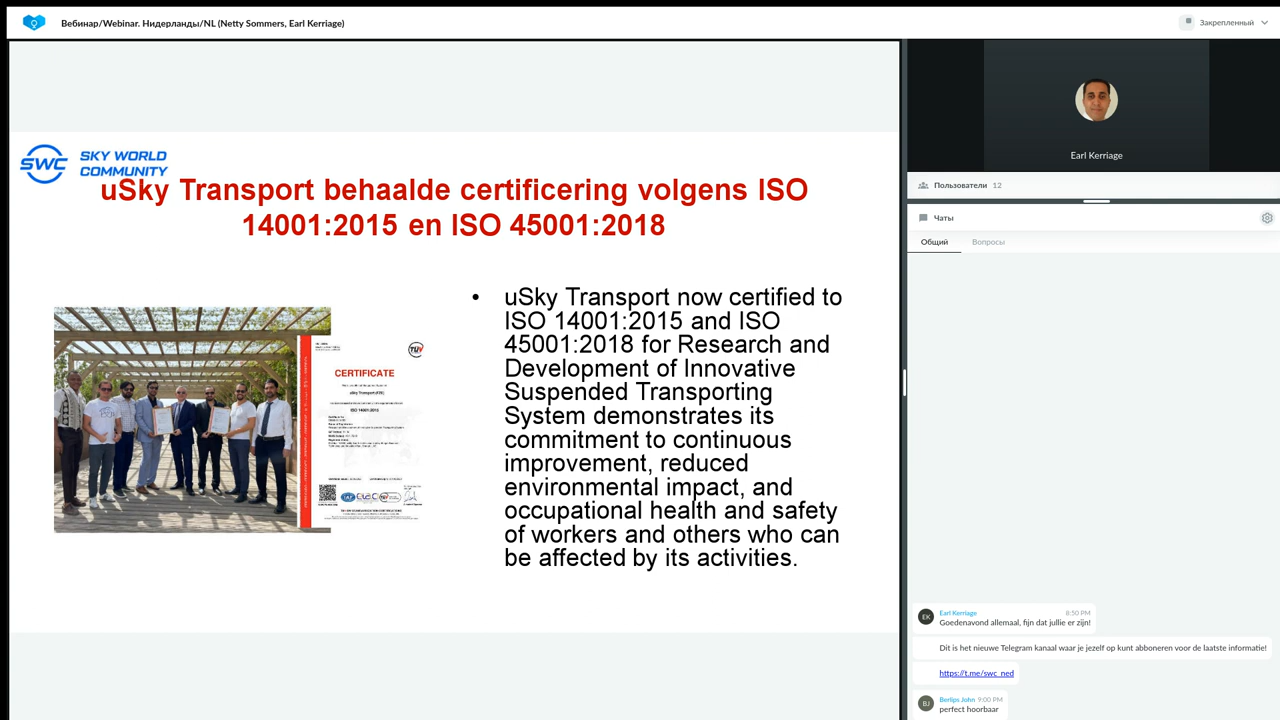 Вебинар/Webinar. Нидерланды/NL (Netty Sommers, Earl Kerriage)
Закрепленный
SWC
SKY WORLD
COMMUNITY
uSky Transport behaalde certificering volgens ISO
14001:2015 en ISO 45001:2018
uSky Transport now certified to
ISO 14001:2015 and ISO
45001:2018 for Research and
Development of Innovative
Suspended Transporting
System demonstrates its
commitment to continuous
improvement, reduced
environmental impact, and
occupational health and safety
of workers and others who can
be affected by its activities.
TÜV
CERTIFICATE
ISO 14001:2015
Earl Kerriage
Пользователи 12
Чаты
Общий
Вопросы
EK
Earl Kerriage
8:50 PM
Goedenavond allemaal, fijn dat jullie er zijn!
Dit is het nieuwe Telegram kanaal waar je jezelf op kunt abboneren voor de laatste informatie!
https://t.me/swc_ned
BJ
Berlips John 9:00 PM
perfect hoorbaar